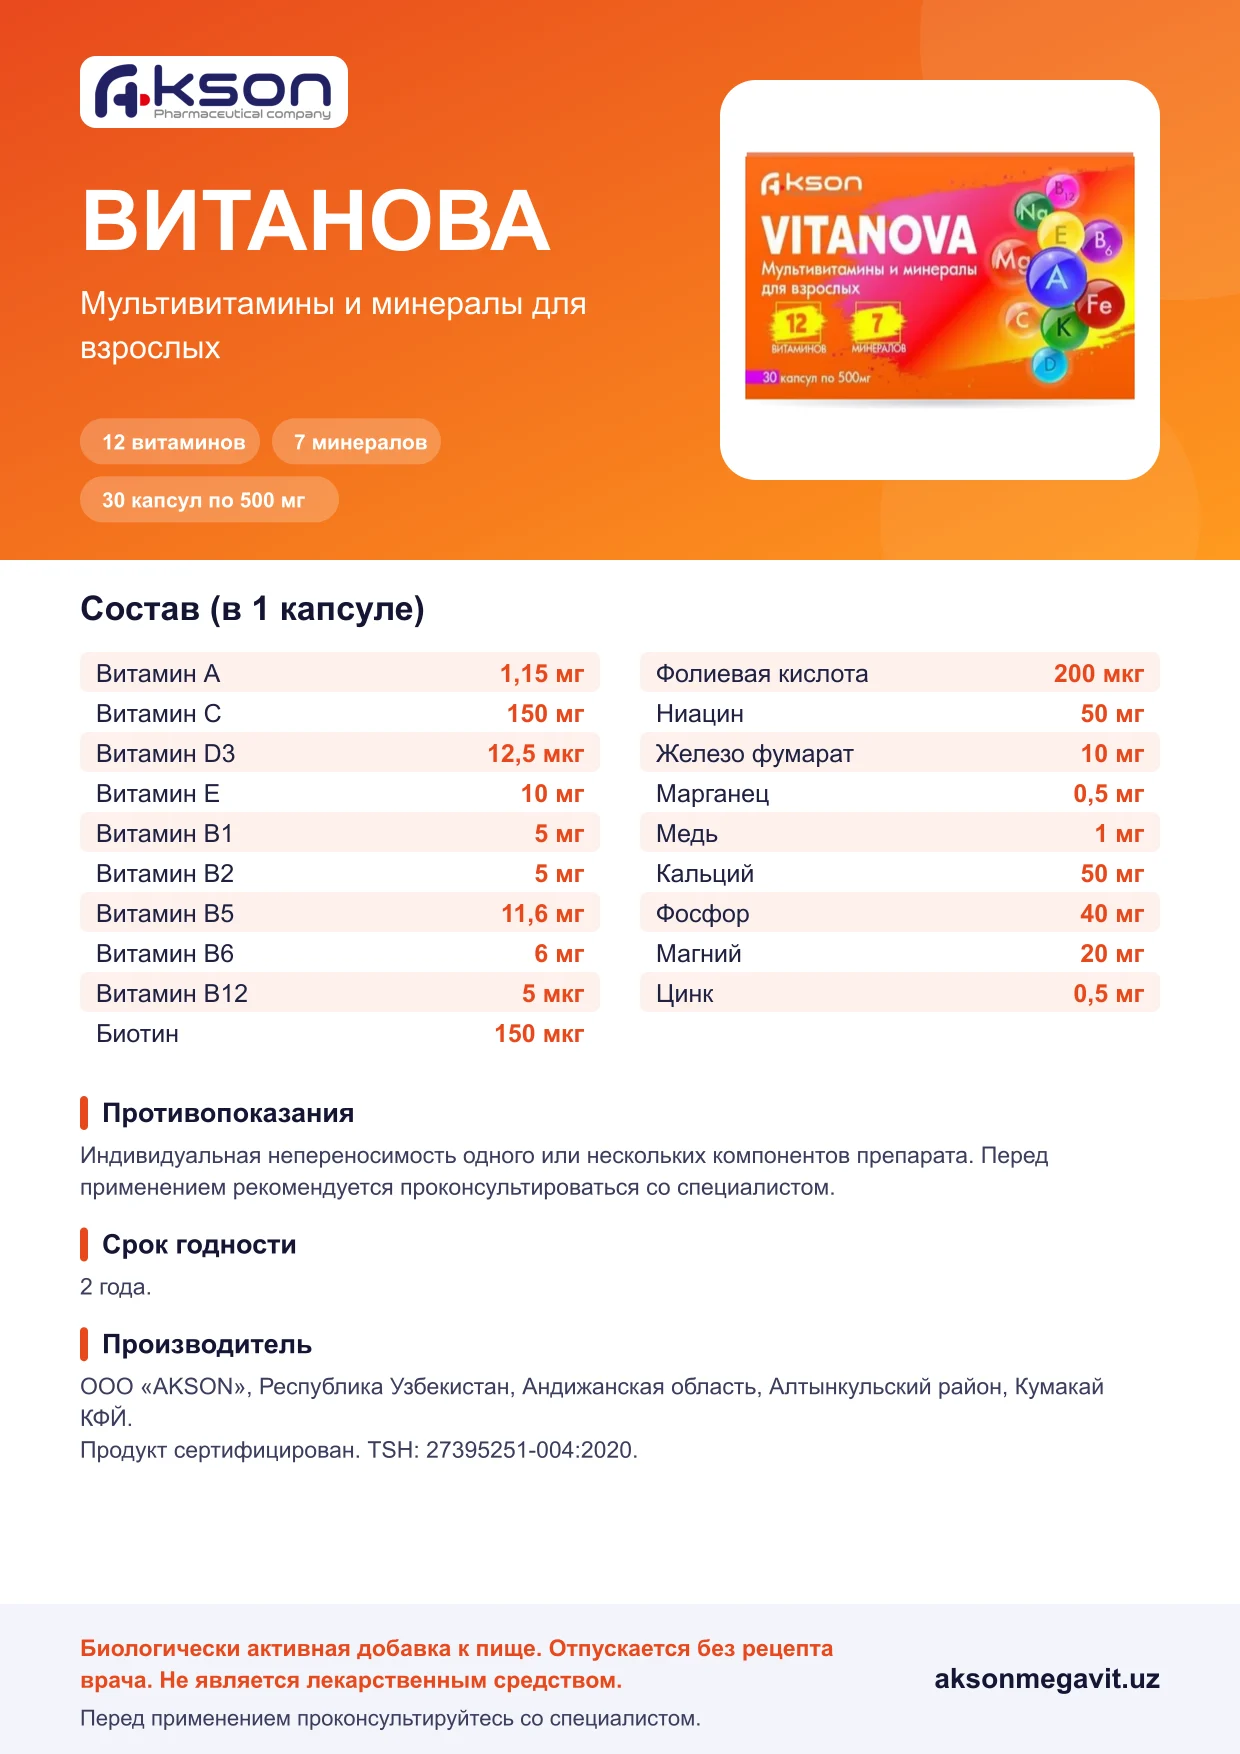 Akson
Pharmaceutical company
ВИТАНОВА
Мультивитамины и минералы для
взрослых
12 витаминов
7 минералов
30 капсул по 500 мг
Akson
VITANOVA
Мультивитамины и минералы
для взрослых
12
ВИТАМИНОВ
7
МИНЕРАЛОВ
30 капсул по 500мг
B12
Na
E
B6
Mg
A
Fe
C
K
D
Состав (в 1 капсуле)
Витамин A 1,15 мг
Витамин C 150 мг
Витамин D3 12,5 мкг
Витамин E 10 мг
Витамин B1 5 мг
Витамин B2 5 мг
Витамин B5 11,6 мг
Витамин B6 6 мг
Витамин B12 5 мкг
Биотин 150 мкг
Фолиевая кислота 200 мкг
Ниацин 50 мг
Железо фумарат 10 мг
Марганец 0,5 мг
Медь 1 мг
Кальций 50 мг
Фосфор 40 мг
Магний 20 мг
Цинк 0,5 мг
Противопоказания
Индивидуальная непереносимость одного или нескольких компонентов препарата. Перед
применением рекомендуется проконсультироваться со специалистом.
Срок годности
2 года.
Производитель
ООО «AKSON», Республика Узбекистан, Андижанская область, Алтынкульский район, Кумакай
КФЙ.
Продукт сертифицирован. TSH: 27395251-004:2020.
Биологически активная добавка к пище. Отпускается без рецепта
врача. Не является лекарственным средством.
Перед применением проконсультируйтесь со специалистом.
aksonmegavit.uz